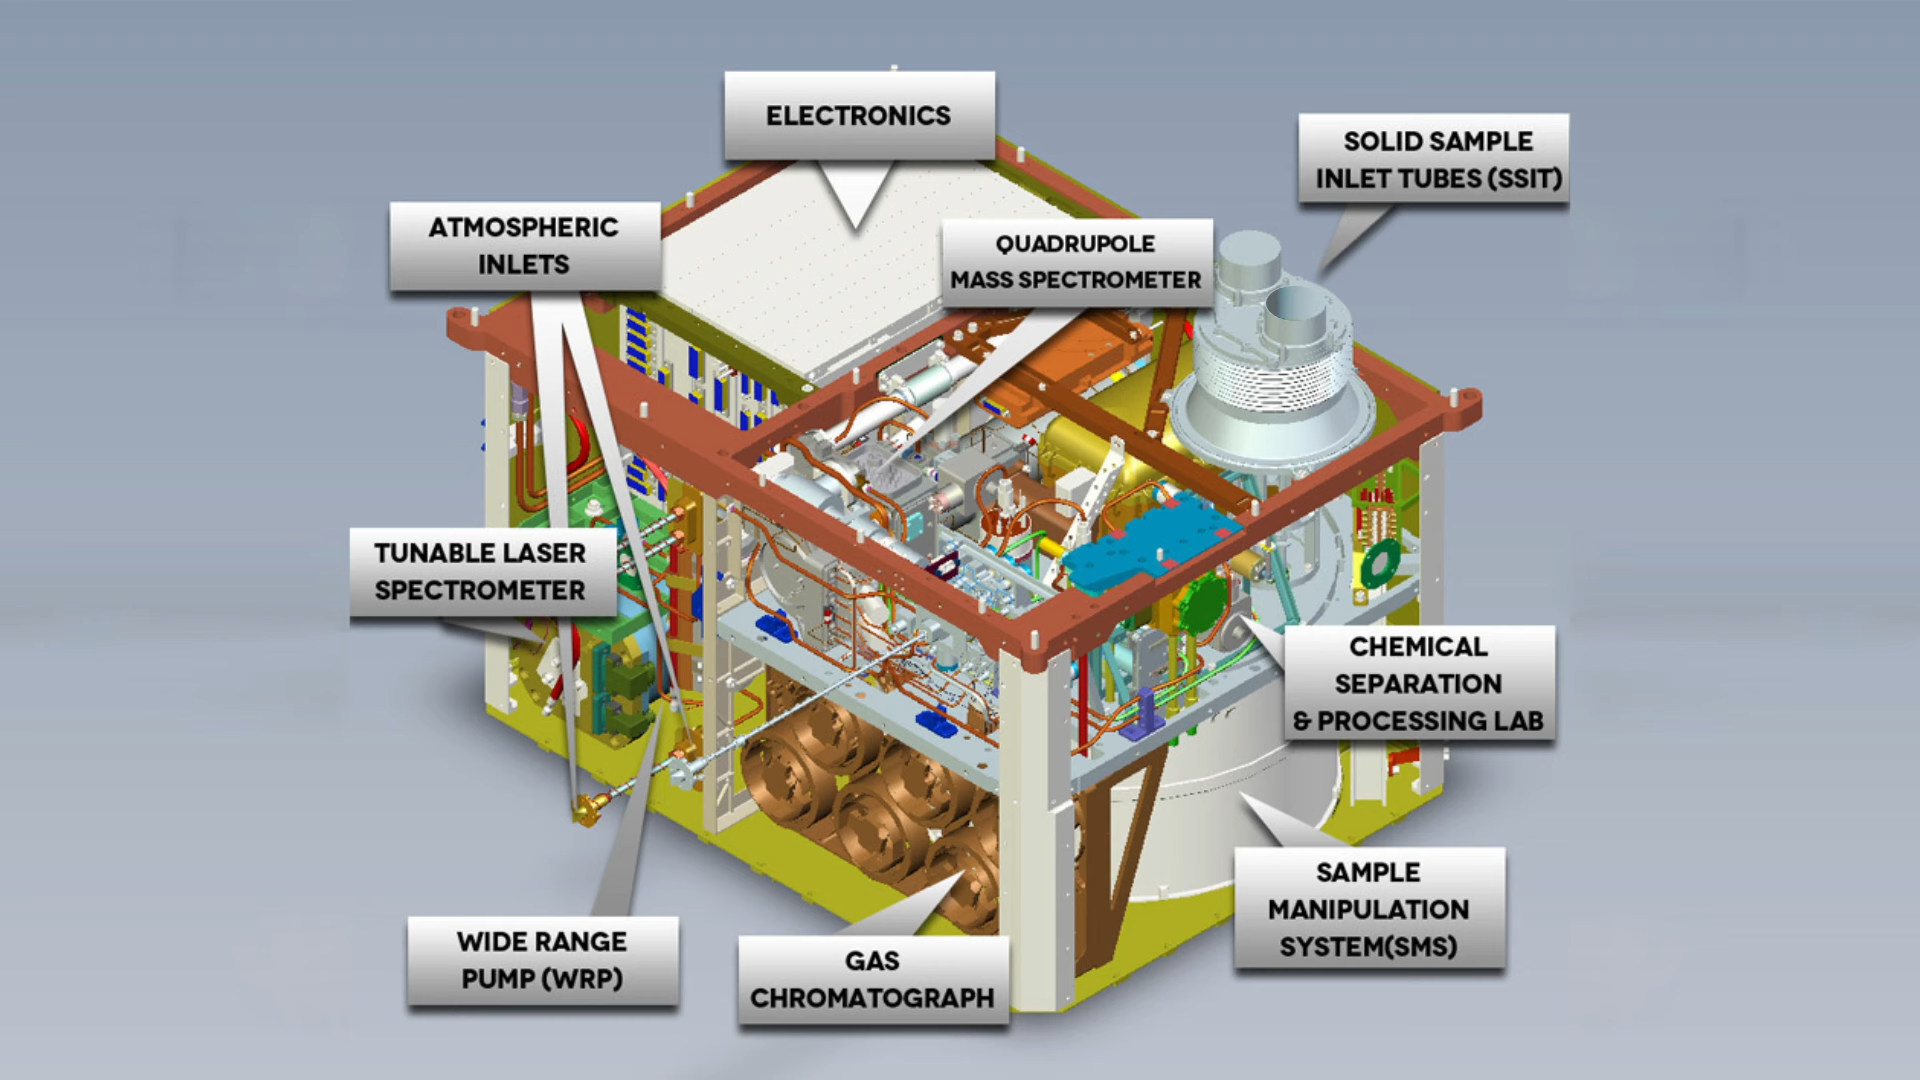 ELECTRONICS
SOLID SAMPLE
INLET TUBES (SSIT)
ATMOSPHERIC
INLETS
QUADRUPOLE
MASS SPECTROMETER
TUNABLE LASER
SPECTROMETER
CHEMICAL
SEPARATION
& PROCESSING LAB
SAMPLE
MANIPULATION
SYSTEM(SMS)
WIDE RANGE
PUMP (WRP)
GAS
CHROMATOGRAPH